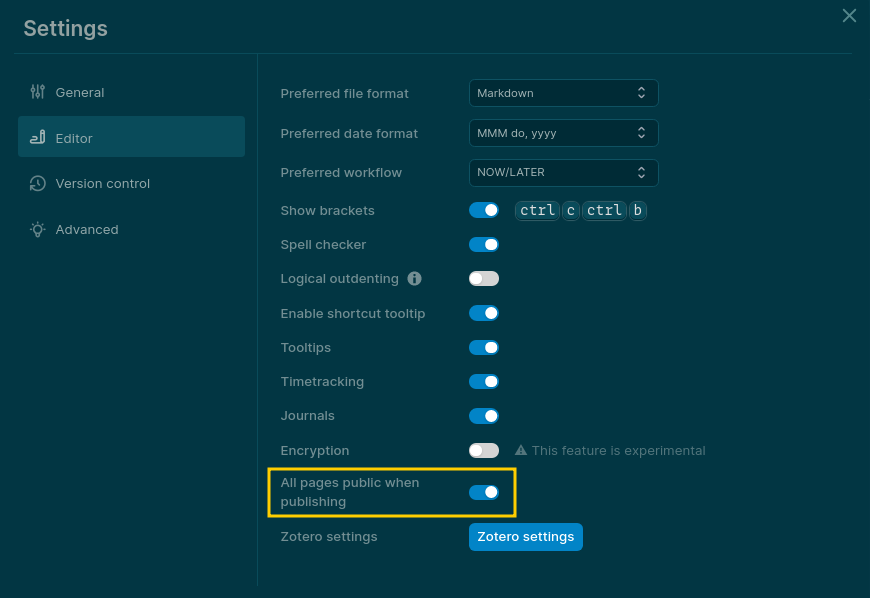 Settings
General
Editor
Version control
Advanced
Preferred file format Markdown
Preferred date format MMM do, yyyy
Preferred workflow NOW/LATER
Show brackets ctrl c ctrl b
Spell checker
Logical outdenting
Enable shortcut tooltip
Tooltips
Timetracking
Journals
Encryption This feature is experimental
All pages public when
publishing
Zotero settings Zotero settings